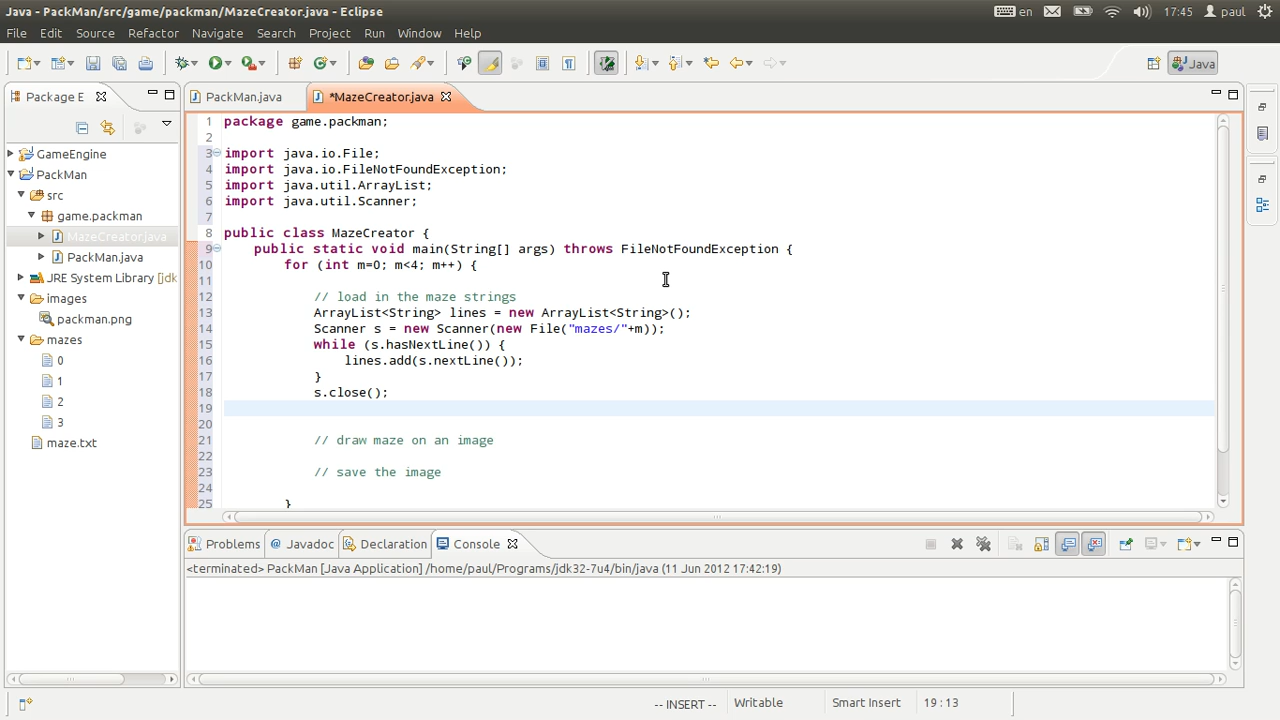 Java - PackMan/src/game/packman/MazeCreator.java - Eclipse
en
17:45
paul
File Edit Source Refactor Navigate Search Project Run Window Help
Java
Package E
PackMan.java
*MazeCreator.java
GameEngine
PackMan
src
game.packman
MazeCreator.java
PackMan.java
JRE System Library [jdk
images
packman.png
mazes
0
1
2
3
maze.txt
1 package game.packman;
2
3 import java.io.File;
4 import java.io.FileNotFoundException;
5 import java.util.ArrayList;
6 import java.util.Scanner;
7
8 public class MazeCreator {
9 public static void main(String[] args) throws FileNotFoundException {
10 for (int m=0; m<4; m++) {
11
12 // load in the maze strings
13 ArrayList<String> lines = new ArrayList<String>();
14 Scanner s = new Scanner(new File("mazes/"+m));
15 while (s.hasNextLine()) {
16 lines.add(s.nextLine());
17 }
18 s.close();
19
20
21 // draw maze on an image
22
23 // save the image
24
25 }
Problems @ Javadoc Declaration Console
<terminated> PackMan [Java Application] /home/paul/Programs/jdk32-7u4/bin/java (11 Jun 2012 17:42:19)
-- INSERT -- Writable Smart Insert 19 : 13